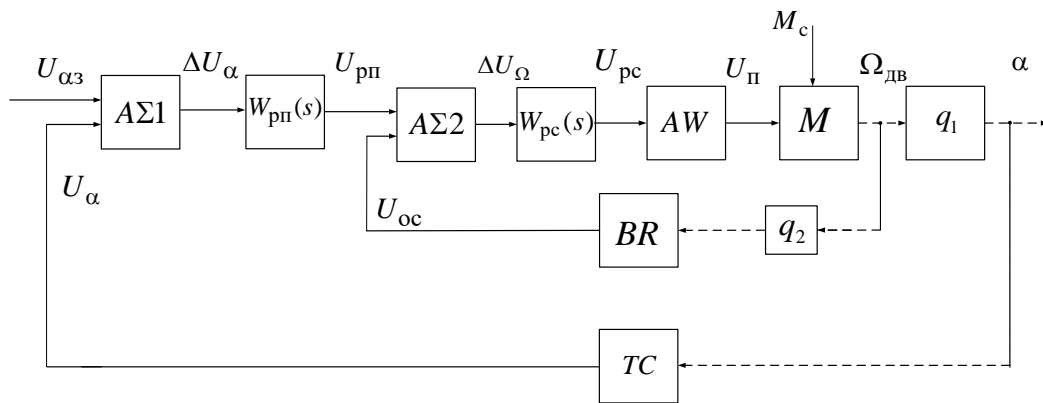 M_c
U_αз ΔU_α U_рп ΔU_Ω U_рс U_п Ω_дв α
AΣ1 W_рп(s) AΣ2 W_рс(s) AW M q_1
U_α
U_ос BR q_2
TC